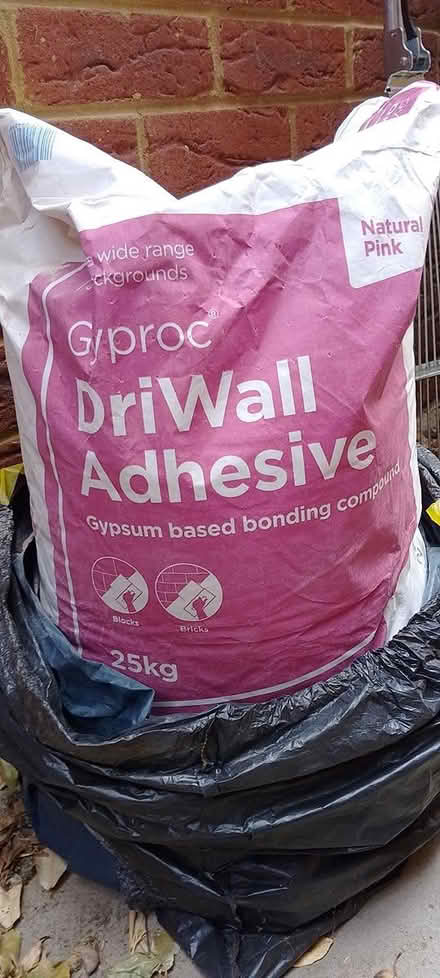 Natural
Pink
a wide range
ckgrounds
Gyproc
DriWall
Adhesive
Gypsum based bonding compound
Blocks
Bricks
25kg